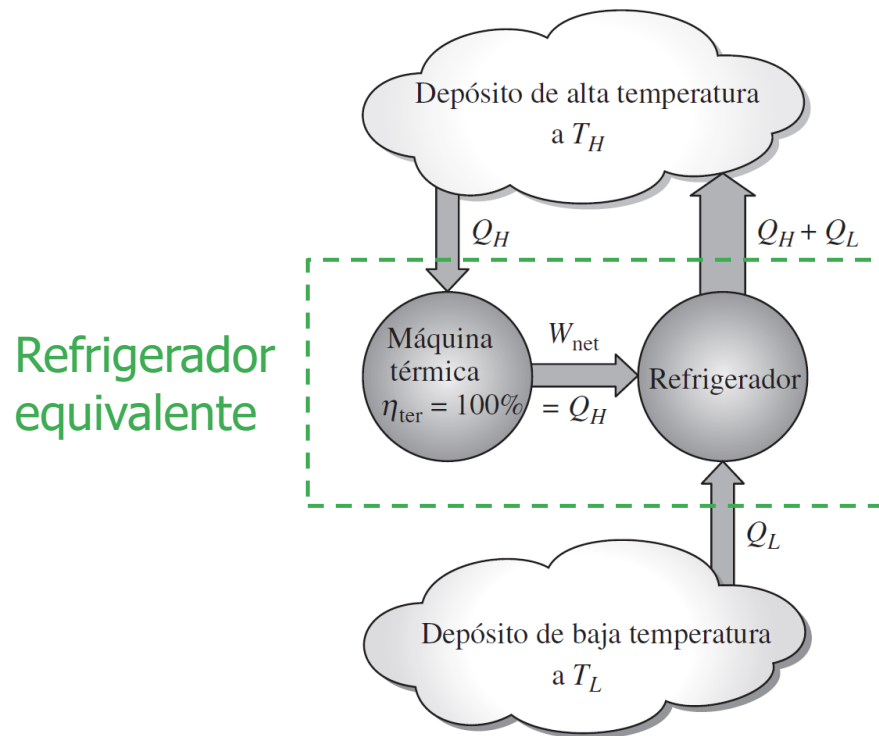 Depósito de alta temperatura
a T_H
Q_H
Q_H + Q_L
Refrigerador
equivalente
Máquina
térmica
η_ter = 100%
W_net
= Q_H
Refrigerador
Q_L
Depósito de baja temperatura
a T_L